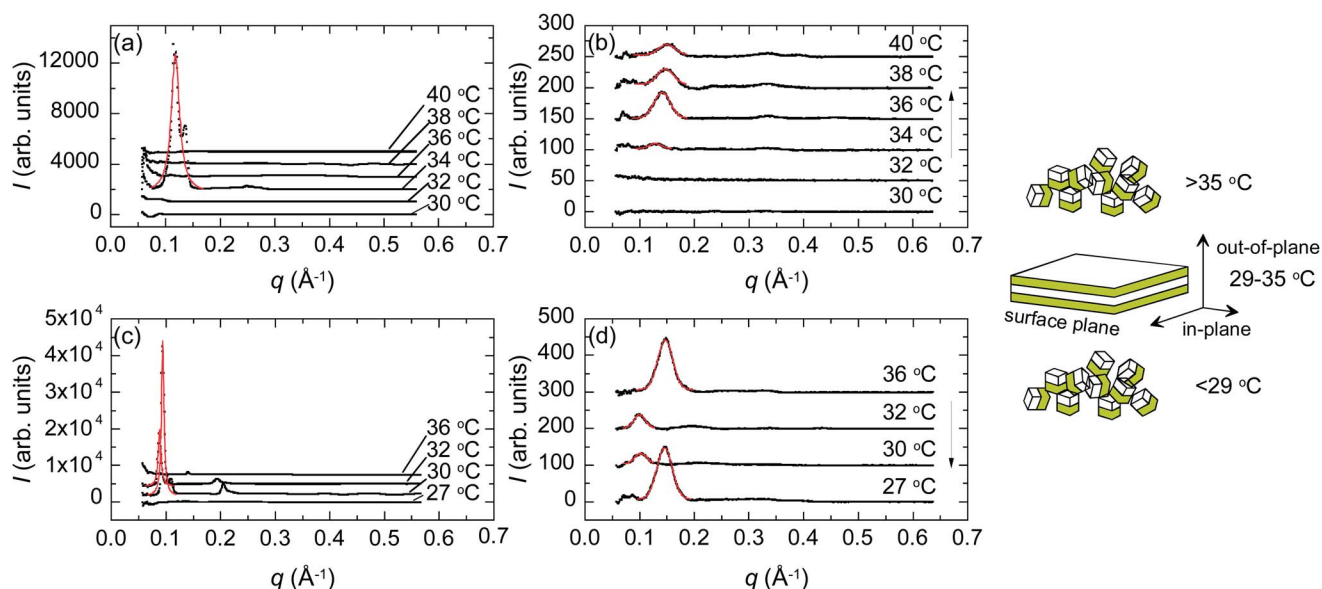 (a)
I (arb. units)
12000
8000
4000
0
40 °C
38 °C
36 °C
34 °C
32 °C
30 °C
0.0 0.1 0.2 0.3 0.4 0.5 0.6 0.7
q (Å⁻¹)
(b)
I (arb. units)
300
250
200
150
100
50
0
40 °C
38 °C
36 °C
34 °C
32 °C
30 °C
0.0 0.1 0.2 0.3 0.4 0.5 0.6 0.7
q (Å⁻¹)
(c)
I (arb. units)
5x10⁴
4x10⁴
3x10⁴
2x10⁴
1x10⁴
0
36 °C
32 °C
30 °C
27 °C
0.0 0.1 0.2 0.3 0.4 0.5 0.6 0.7
q (Å⁻¹)
(d)
I (arb. units)
500
400
300
200
100
0
36 °C
32 °C
30 °C
27 °C
0.0 0.1 0.2 0.3 0.4 0.5 0.6 0.7
q (Å⁻¹)
>35 °C
out-of-plane
29-35 °C
surface plane
in-plane
<29 °C